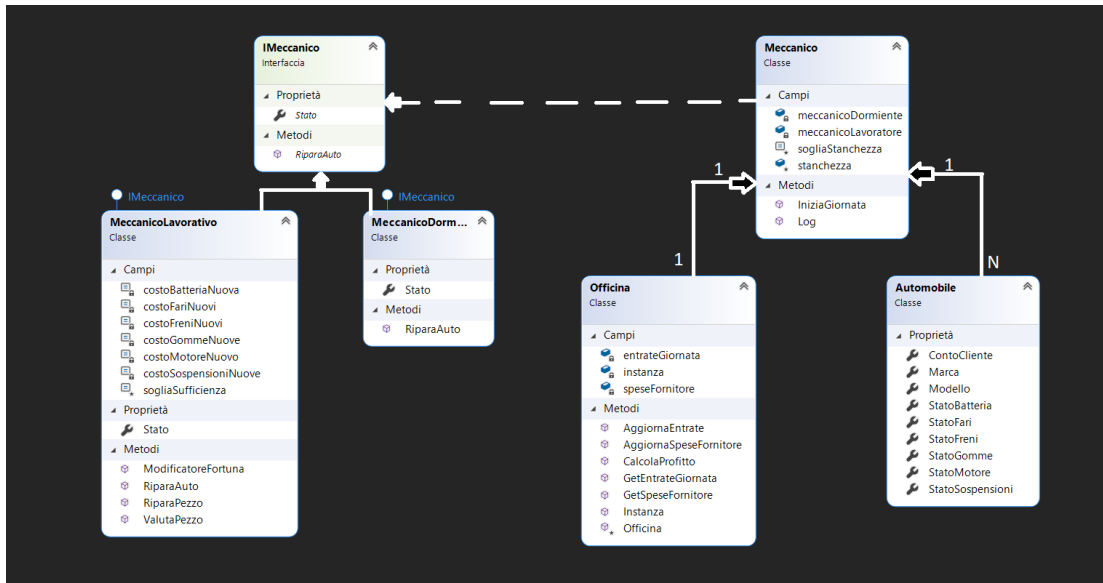 IMeccanico
Interfaccia
Proprietà
Stato
Metodi
RiparaAuto
Meccanico
Classe
Campi
meccanicoDormiente
meccanicoLavoratore
sogliaStanchezza
stanchezza
Metodi
IniziaGiornata
Log
IMeccanico
MeccanicoLavorativo
Classe
Campi
costoBatteriaNuova
costoFariNuovi
costoFreniNuovi
costoGommeNuove
costoMotoreNuovo
costoSospensioniNuove
sogliaSufficienza
Proprietà
Stato
Metodi
ModificatoreFortuna
RiparaAuto
RiparaPezzo
ValutaPezzo
IMeccanico
MeccanicoDorm...
Classe
Proprietà
Stato
Metodi
RiparaAuto
1
1
1
N
Officina
Classe
Campi
entrateGiornata
instanza
speseFornitore
Metodi
AggiornaEntrate
AggiornaSpeseFornitore
CalcolaProfitto
GetEntrateGiornata
GetSpeseFornitore
Instanza
Officina
Automobile
Classe
Proprietà
ContoCliente
Marca
Modello
StatoBatteria
StatoFari
StatoFreni
StatoGomme
StatoMotore
StatoSospensioni